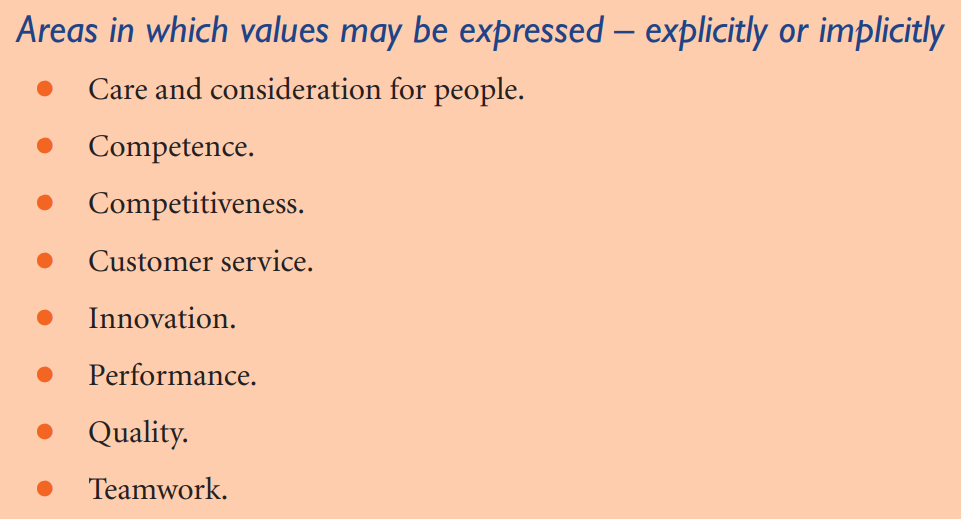 Areas in which values may be expressed – explicitly or implicitly
● Care and consideration for people.
● Competence.
● Competitiveness.
● Customer service.
● Innovation.
● Performance.
● Quality.
● Teamwork.